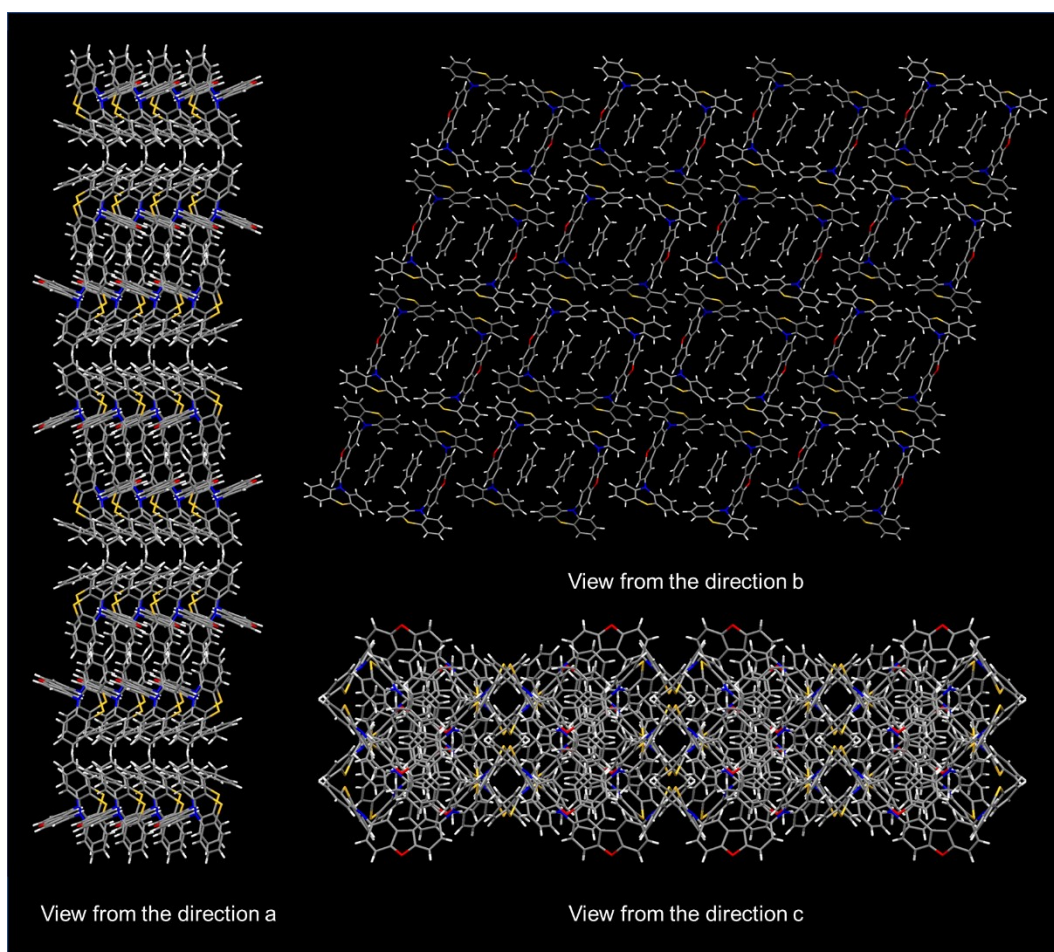 View from the direction b
View from the direction a
View from the direction c